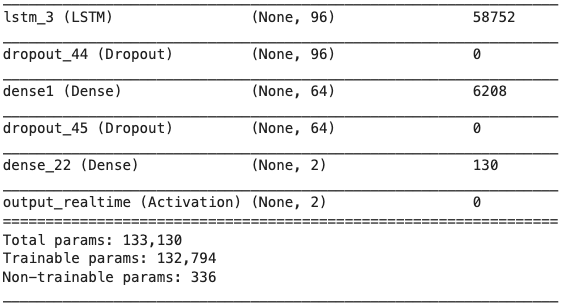 lstm_3 (LSTM) (None, 96) 58752
dropout_44 (Dropout) (None, 96) 0
dense1 (Dense) (None, 64) 6208
dropout_45 (Dropout) (None, 64) 0
dense_22 (Dense) (None, 2) 130
output_realtime (Activation) (None, 2) 0
Total params: 133,130
Trainable params: 132,794
Non-trainable params: 336